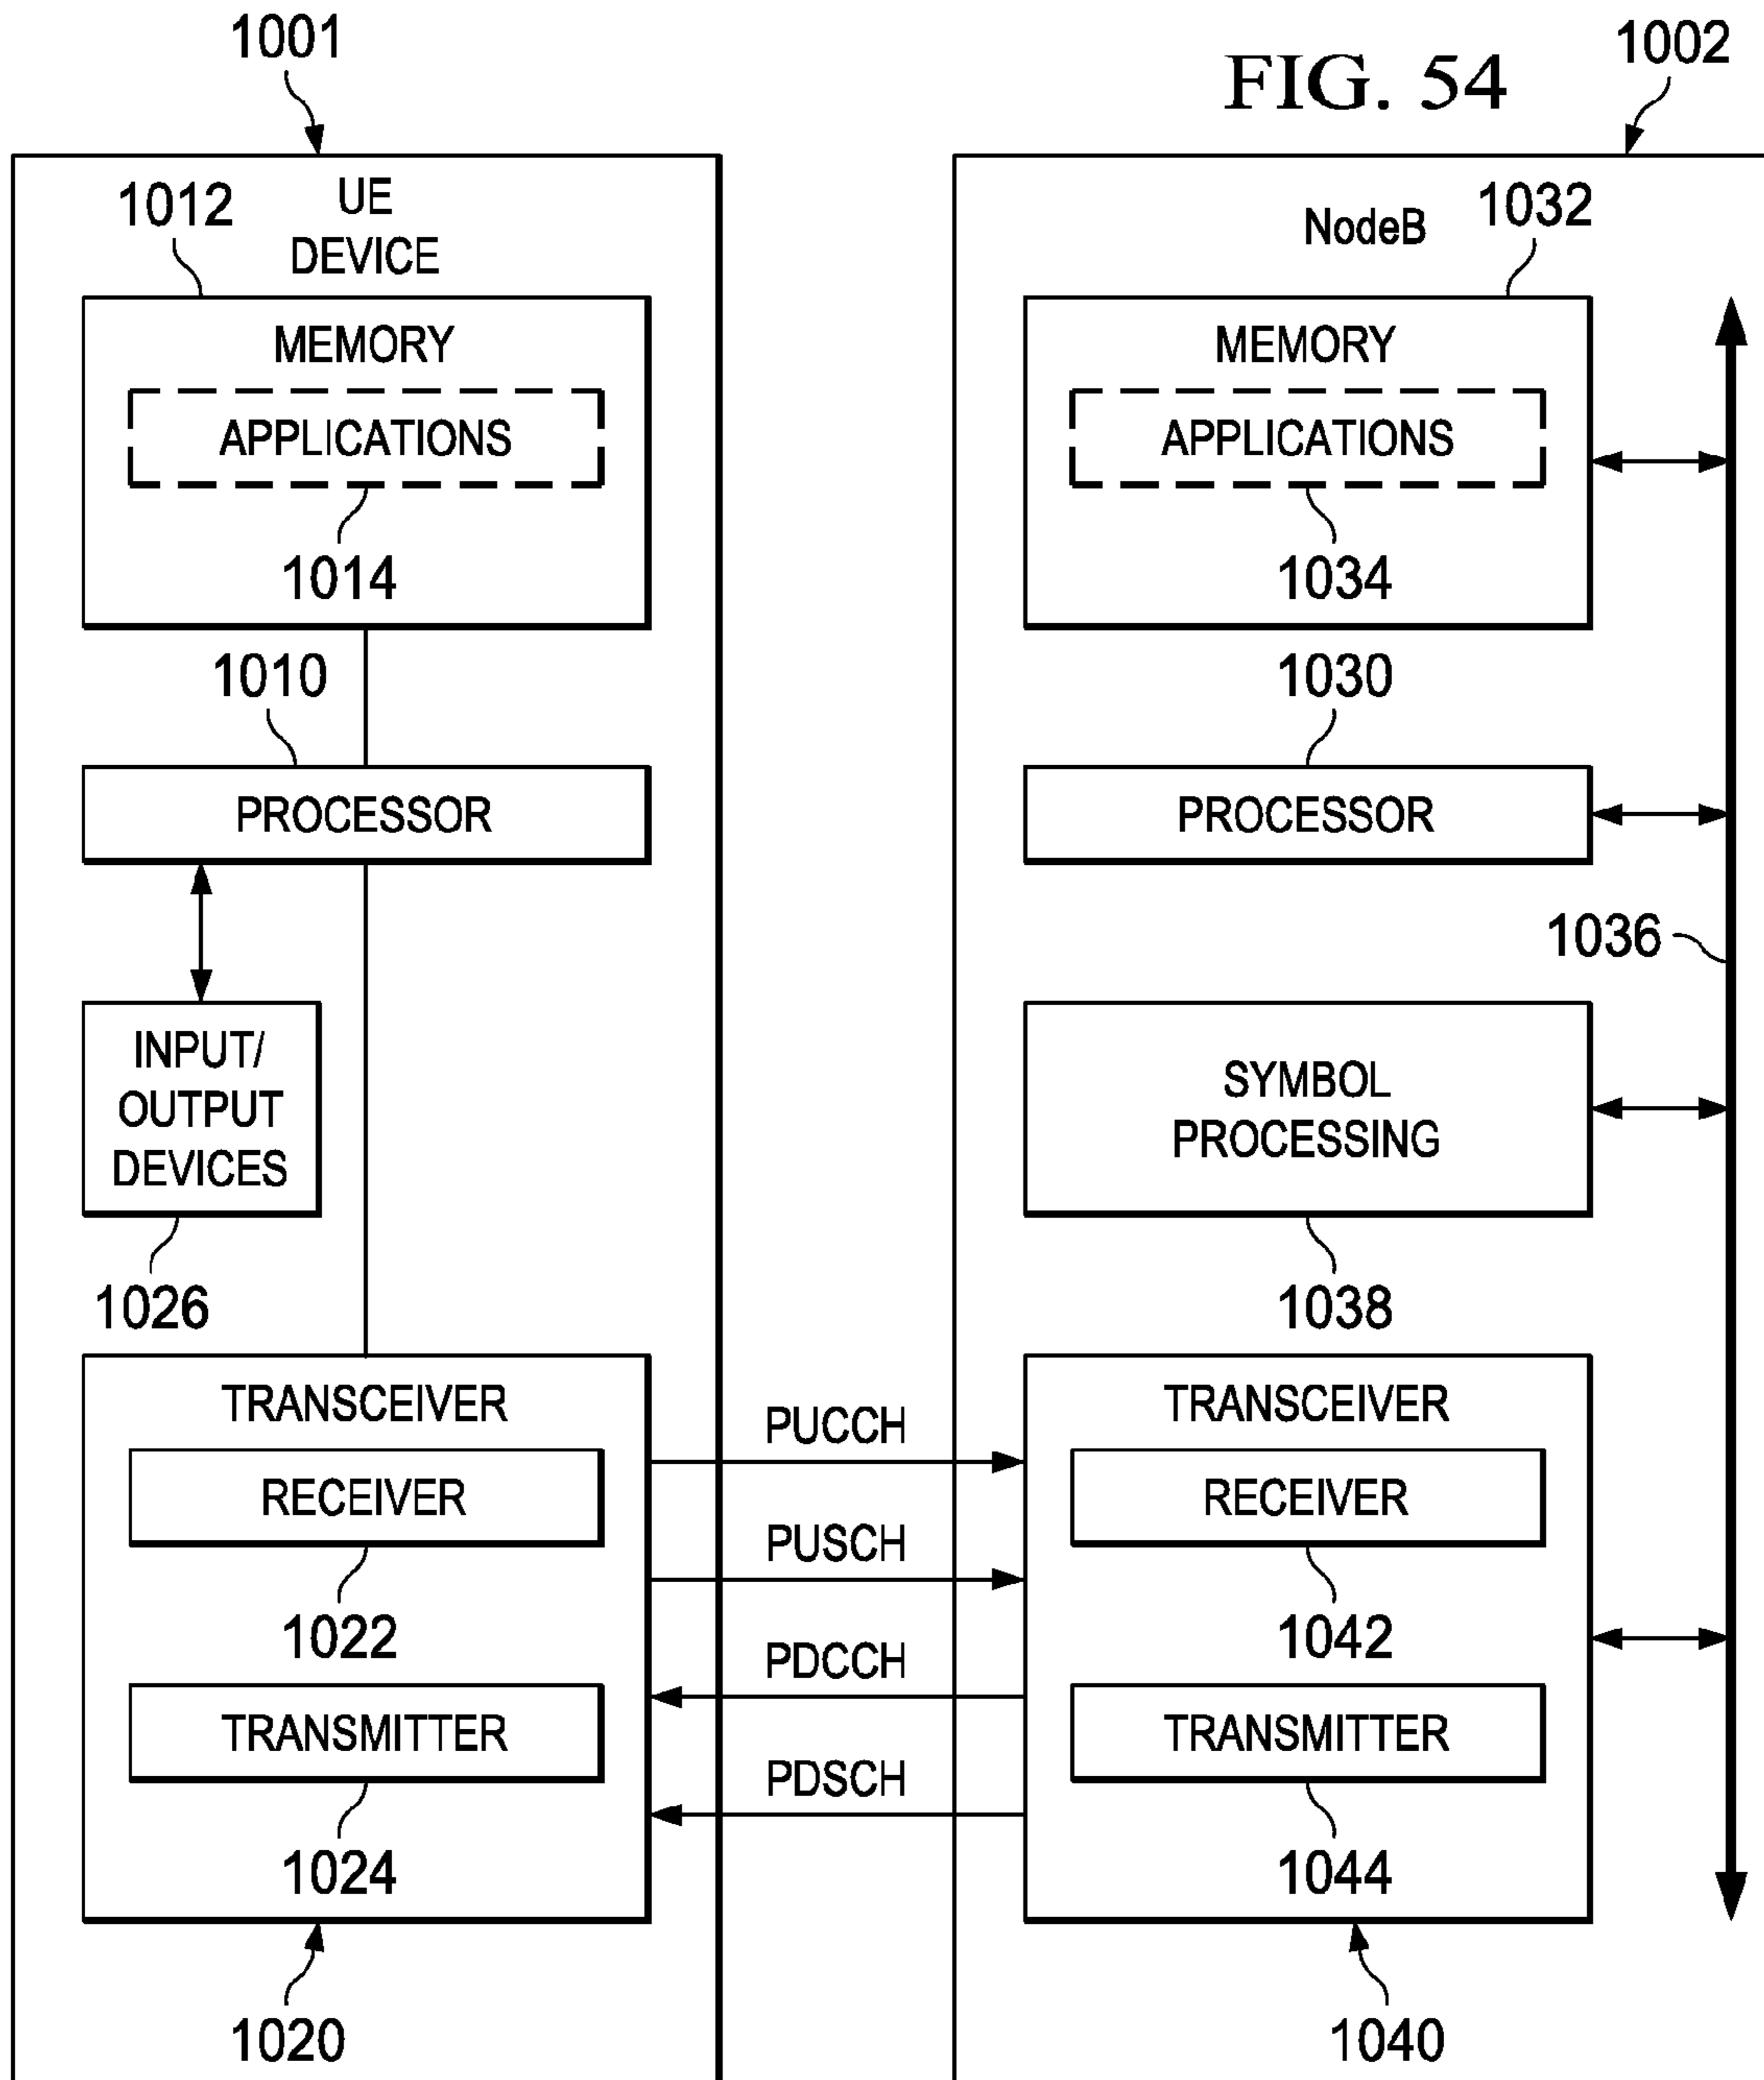 1001
FIG. 54
1002
UE
DEVICE
1012
MEMORY
APPLICATIONS
1014
1010
PROCESSOR
INPUT/
OUTPUT
DEVICES
1026
TRANSCEIVER
RECEIVER
1022
TRANSMITTER
1024
1020
PUCCH
PUSCH
PDCCH
PDSCH
NodeB
1032
MEMORY
APPLICATIONS
1034
1030
PROCESSOR
1036
SYMBOL
PROCESSING
1038
TRANSCEIVER
RECEIVER
1042
TRANSMITTER
1044
1040